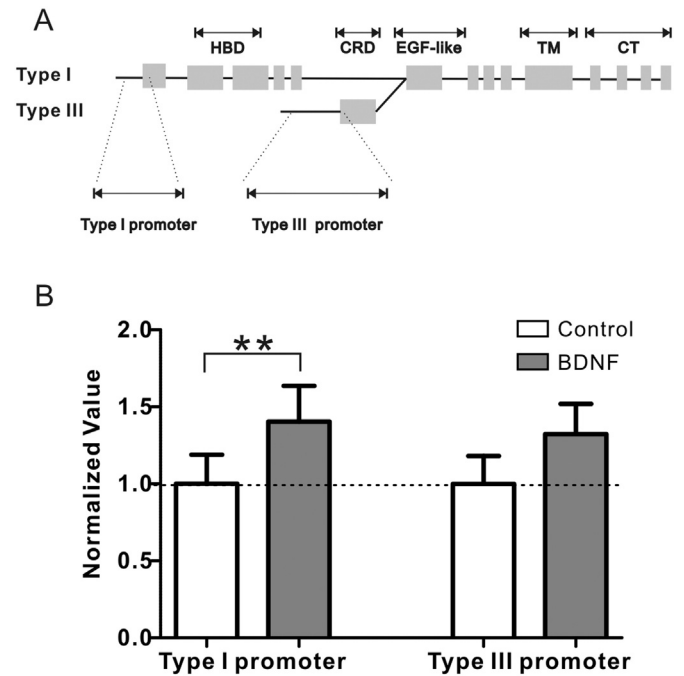 A
HBD CRD EGF-like TM CT
Type I
Type III
Type I promoter Type III promoter
B
2.0
1.5
1.0
0.5
0.0
Normalized Value
**
Control
BDNF
Type I promoter Type III promoter